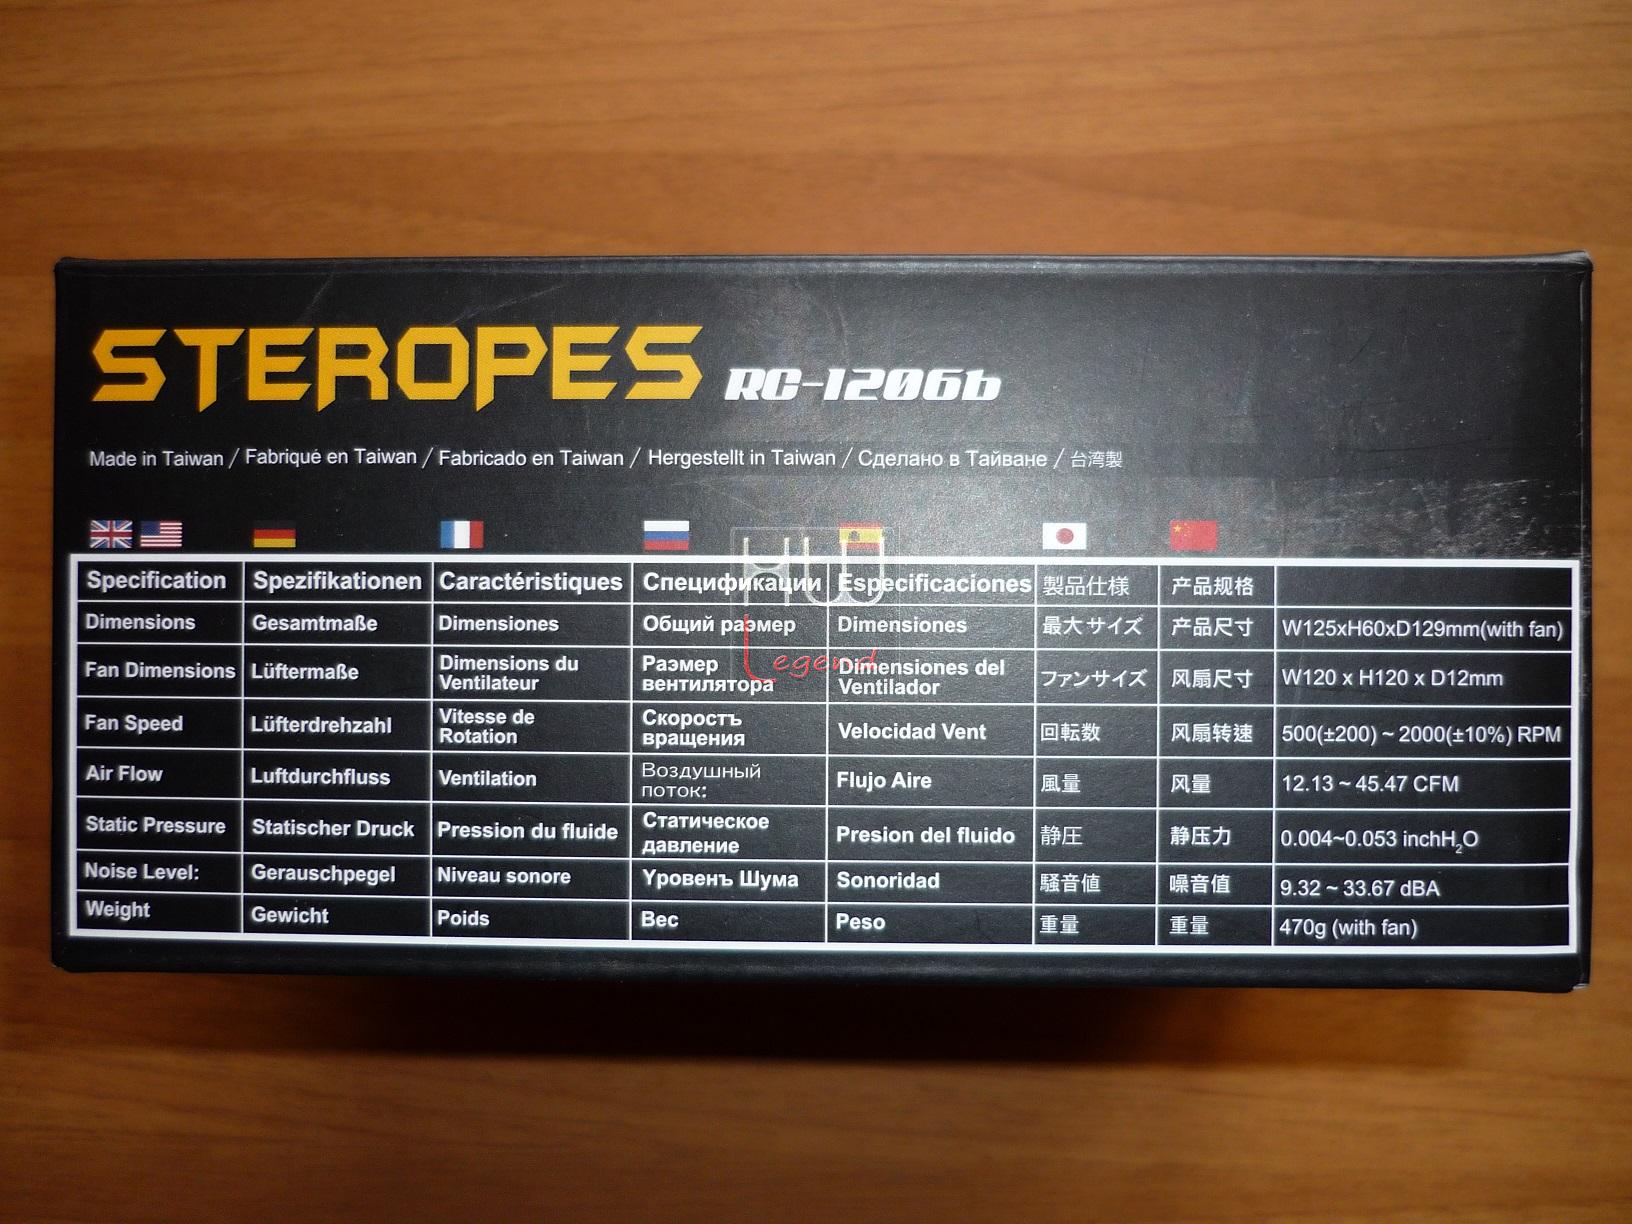 STEROPES RC-1206b
Made in Taiwan / Fabriqué en Taiwan / Fabricado en Taiwan / Hergestellt in Taiwan / Сделано в Тайване / 台湾製
Specification Spezifikationen Caractéristiques Спецификации Especificaciones 製品仕様 产品规格
Dimensions Gesamtmaße Dimensiones Общий раэмер Dimensiones 最大サイズ 产品尺寸 W125xH60xD129mm(with fan)
Fan Dimensions Lüftermaße Dimensions du Ventilateur Раэмер вентилятора Dimensiones del Ventilador ファンサイズ 风扇尺寸 W120 x H120 x D12mm
Fan Speed Lüfterdrehzahl Vitesse de Rotation Скоростъ вращения Velocidad Vent 回転数 风扇转速 500(±200) ~ 2000(±10%) RPM
Air Flow Luftdurchfluss Ventilation Воздушный поток: Flujo Aire 風量 风量 12.13 ~ 45.47 CFM
Static Pressure Statischer Druck Pression du fluide Статическое давление Presion del fluido 静圧 静压力 0.004~0.053 inchH2O
Noise Level: Gerauschpegel Niveau sonore Уровенъ Шума Sonoridad 騒音値 噪音值 9.32 ~ 33.67 dBA
Weight Gewicht Poids Вес Peso 重量 重量 470g (with fan)
HW
Legend